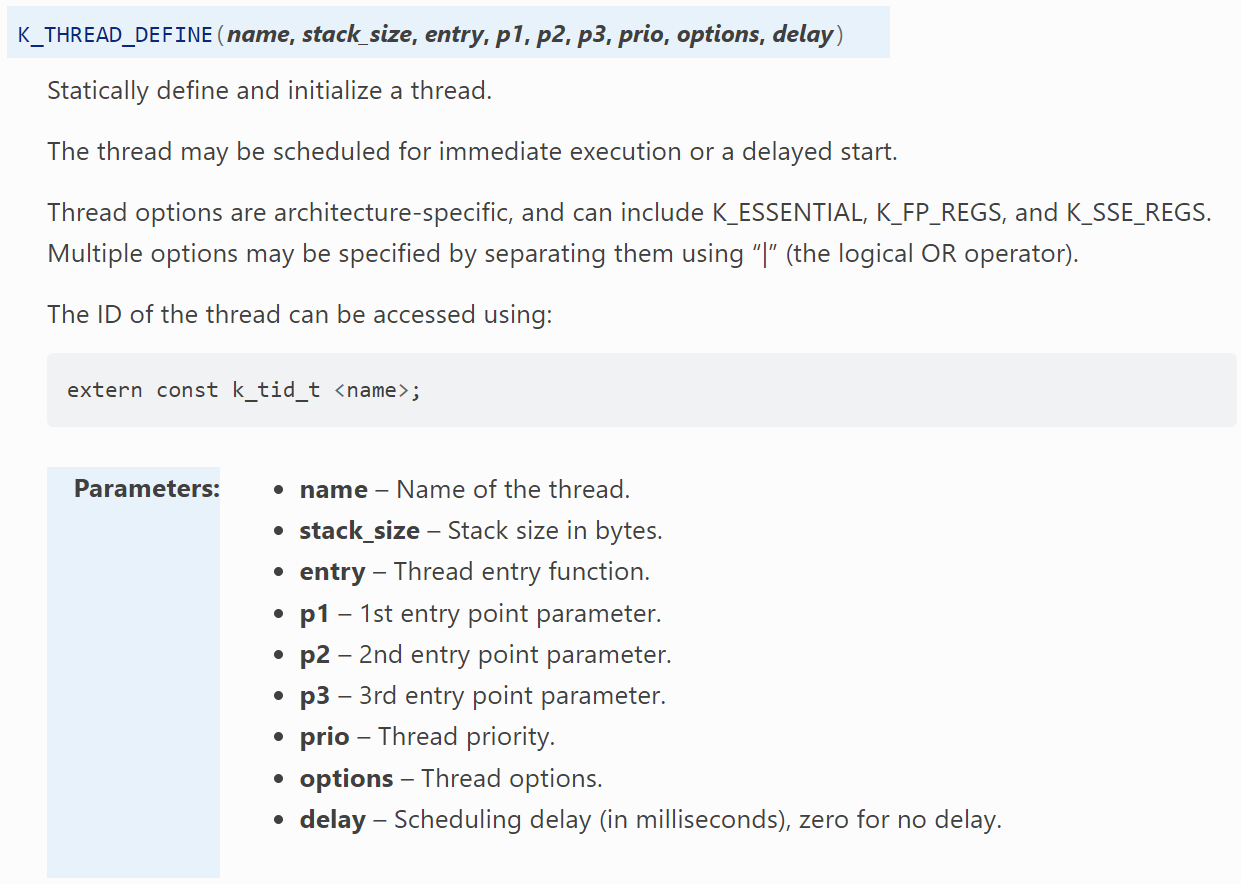 K_THREAD_DEFINE(name, stack_size, entry, p1, p2, p3, prio, options, delay)
Statically define and initialize a thread.
The thread may be scheduled for immediate execution or a delayed start.
Thread options are architecture-specific, and can include K_ESSENTIAL, K_FP_REGS, and K_SSE_REGS.
Multiple options may be specified by separating them using “|” (the logical OR operator).
The ID of the thread can be accessed using:
extern const k_tid_t <name>;
Parameters:
• name – Name of the thread.
• stack_size – Stack size in bytes.
• entry – Thread entry function.
• p1 – 1st entry point parameter.
• p2 – 2nd entry point parameter.
• p3 – 3rd entry point parameter.
• prio – Thread priority.
• options – Thread options.
• delay – Scheduling delay (in milliseconds), zero for no delay.